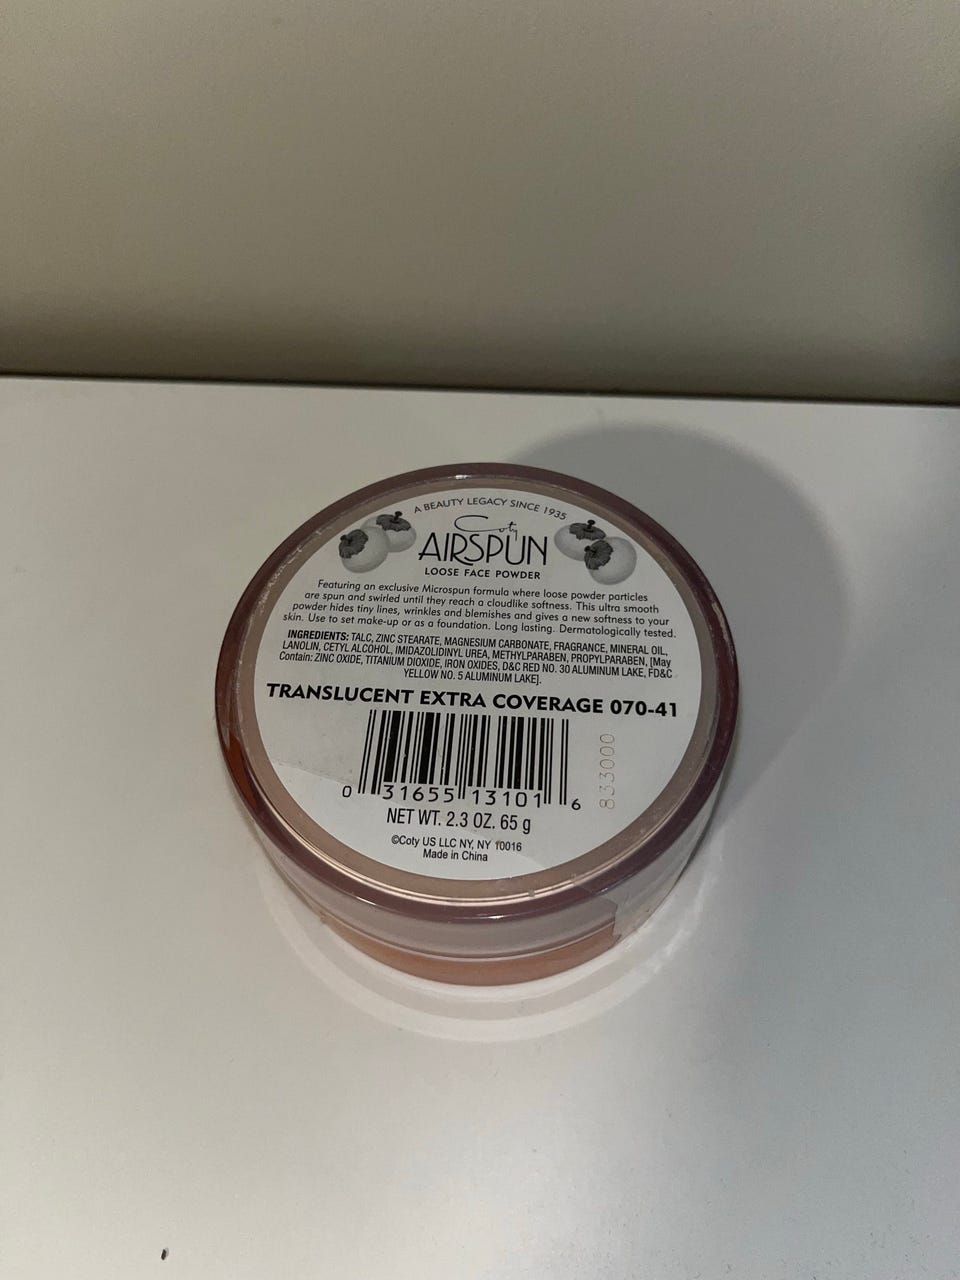 A BEAUTY LEGACY SINCE 1935
Coty
AIRSPUN
LOOSE FACE POWDER
Featuring an exclusive Microspun formula where loose powder particles
are spun and swirled until they reach a cloudlike softness. This ultra smooth
powder hides tiny lines, wrinkles and blemishes and gives a new softness to your
skin. Use to set make-up or as a foundation. Long lasting. Dermatologically tested.
INGREDIENTS: TALC, ZINC STEARATE, MAGNESIUM CARBONATE, FRAGRANCE, MINERAL OIL,
LANOLIN, CETYL ALCOHOL, IMIDAZOLIDINYL UREA, METHYLPARABEN, PROPYLPARABEN, [May
Contain: ZINC OXIDE, TITANIUM DIOXIDE, IRON OXIDES, D&C RED NO. 30 ALUMINUM LAKE, FD&C
YELLOW NO. 5 ALUMINUM LAKE].
TRANSLUCENT EXTRA COVERAGE 070-41
0 31655 13101 6
833000
NET WT. 2.3 OZ. 65 g
©Coty US LLC NY, NY 10016
Made in China